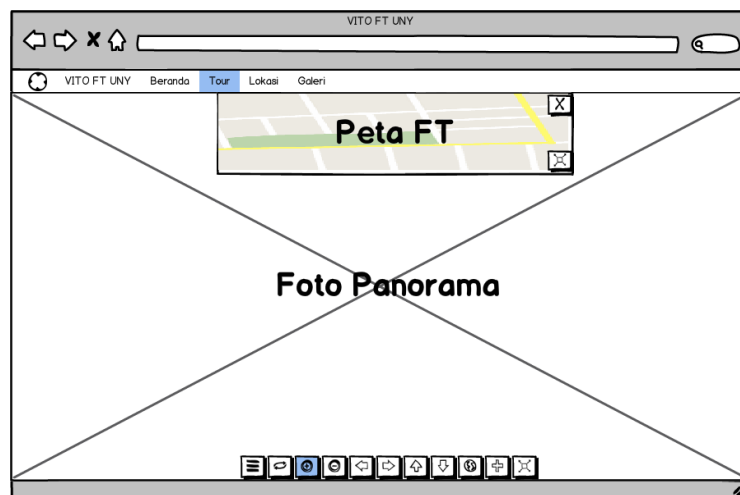 VITO FT UNY
VITO FT UNY Beranda Tour Lokasi Galeri
X
Peta FT
Foto Panorama